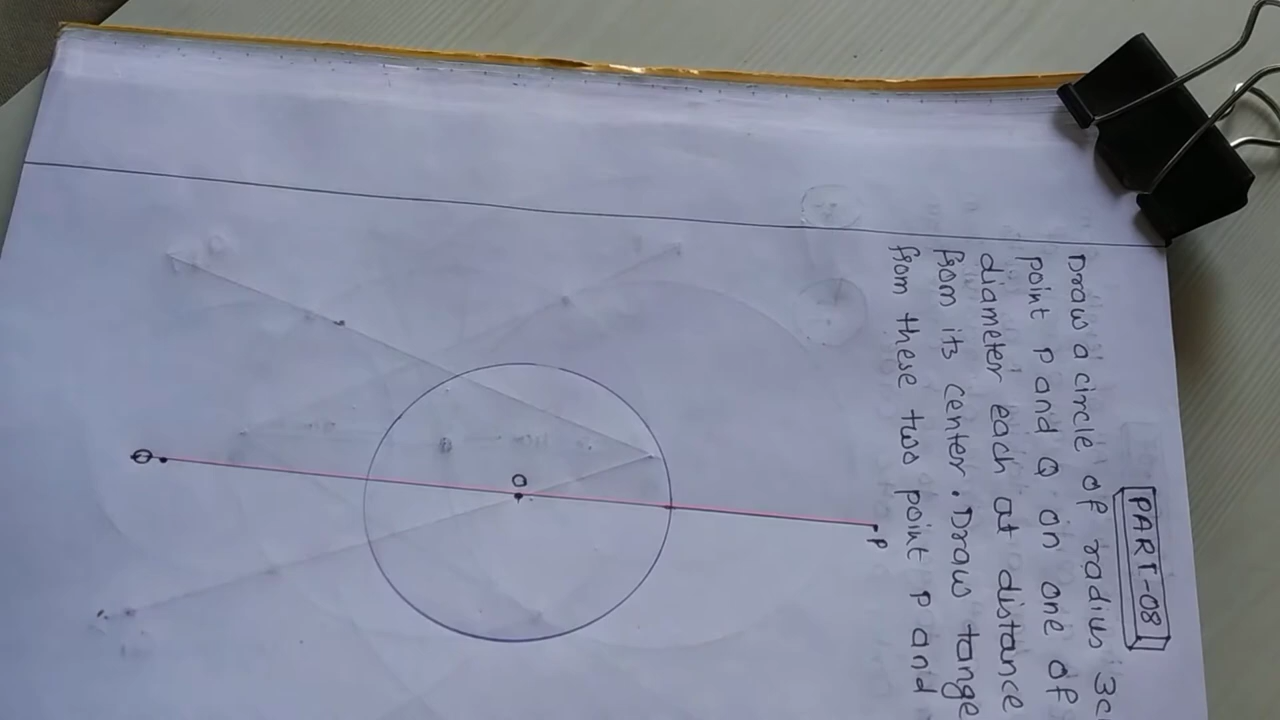 PART-08
Draw a circle of radius 3c
point p and Q on one of
diameter each at distance
from its center. Draw tange
from these two point p and
Q
O
P